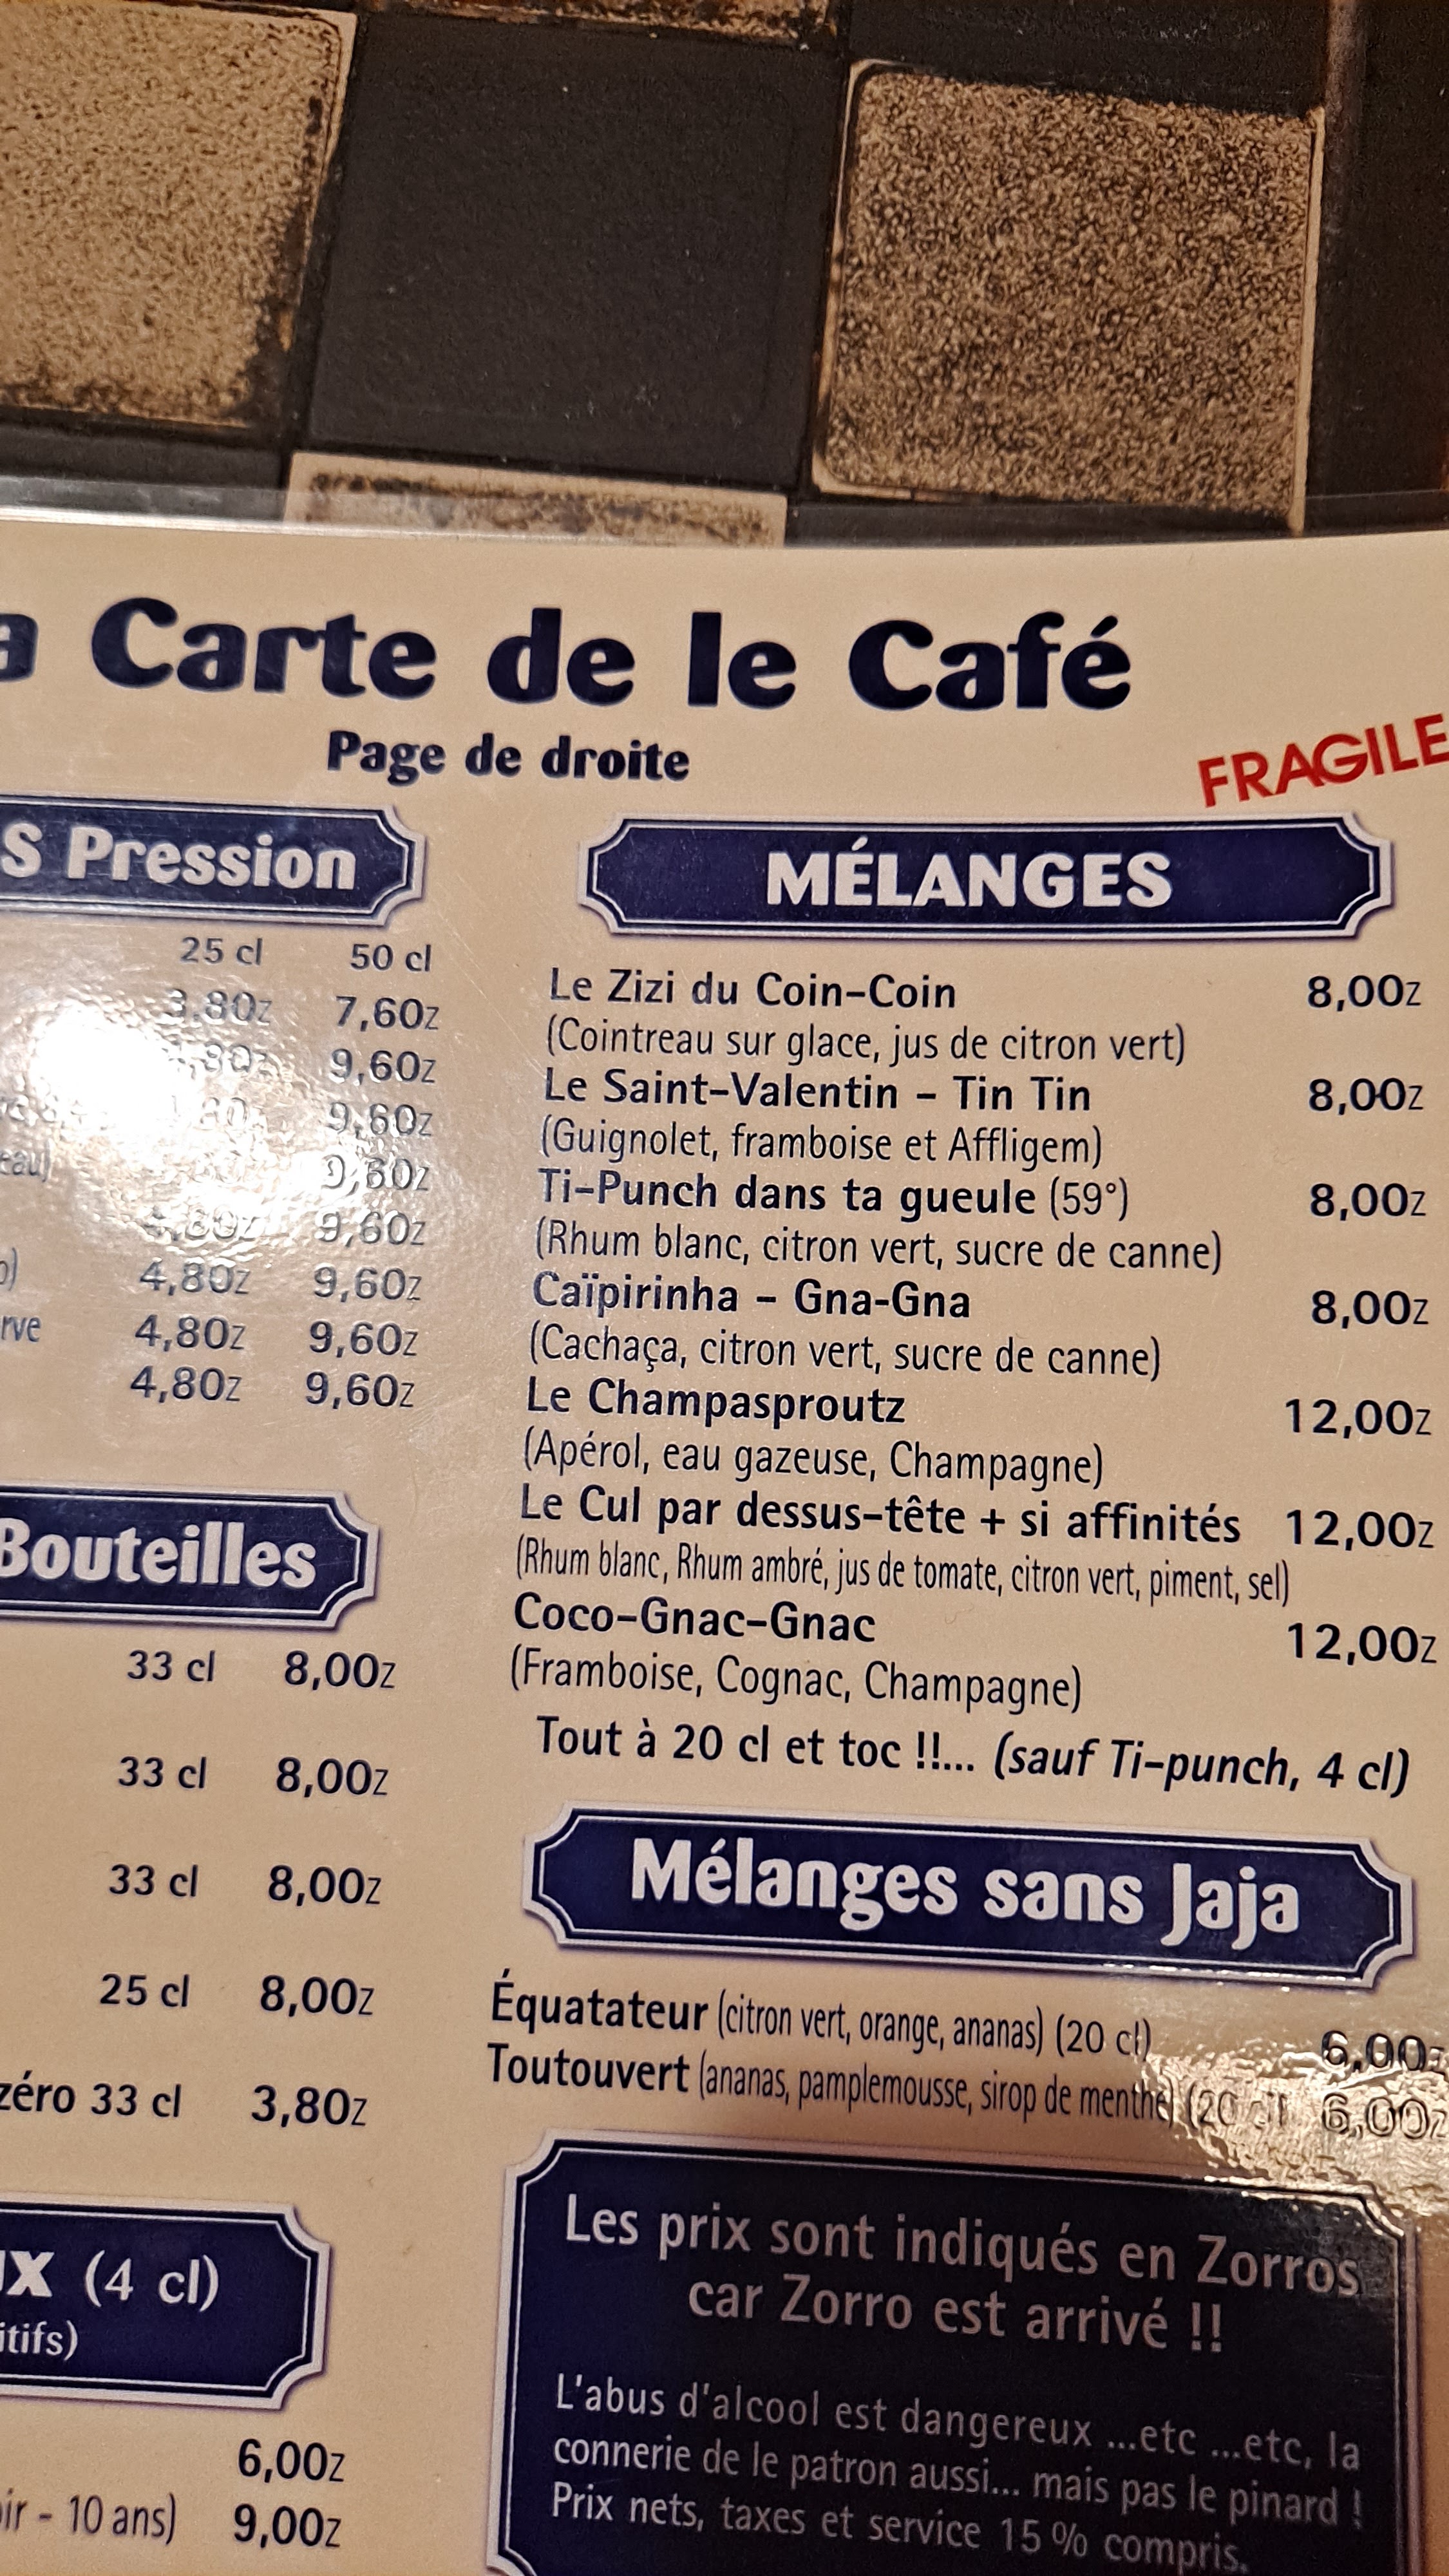 Carte de le Café
Page de droite
FRAGILE
Pression
25 cl 50 cl
3,80z 7,60z
9,60z
9,60z
9,60z
4,80z 9,60z
4,80z 9,60z
4,80z 9,60z
4,80z 9,60z
Bouteilles
33 cl 8,00z
33 cl 8,00z
33 cl 8,00z
25 cl 8,00z
zéro 33 cl 3,80z
(4 cl)
6,00z
- 10 ans) 9,00z
MÉLANGES
Le Zizi du Coin-Coin 8,00z
(Cointreau sur glace, jus de citron vert)
Le Saint-Valentin - Tin Tin 8,00z
(Guignolet, framboise et Affligem)
Ti-Punch dans ta gueule (59°) 8,00z
(Rhum blanc, citron vert, sucre de canne)
Caïpirinha - Gna-Gna 8,00z
(Cachaça, citron vert, sucre de canne)
Le Champasproutz 12,00z
(Apérol, eau gazeuse, Champagne)
Le Cul par dessus-tête + si affinités 12,00z
(Rhum blanc, Rhum ambré, jus de tomate, citron vert, piment, sel)
Coco-Gnac-Gnac 12,00z
(Framboise, Cognac, Champagne)
Tout à 20 cl et toc !!... (sauf Ti-punch, 4 cl)
Mélanges sans Jaja
Équatateur (citron vert, orange, ananas) (20 cl) 6,00z
Toutouvert (ananas, pamplemousse, sirop de menthe) (20 cl) 6,00z
Les prix sont indiqués en Zorros
car Zorro est arrivé !!
L'abus d'alcool est dangereux ...etc ...etc, la
connerie de le patron aussi... mais pas le pinard !
Prix nets, taxes et service 15 % compris.